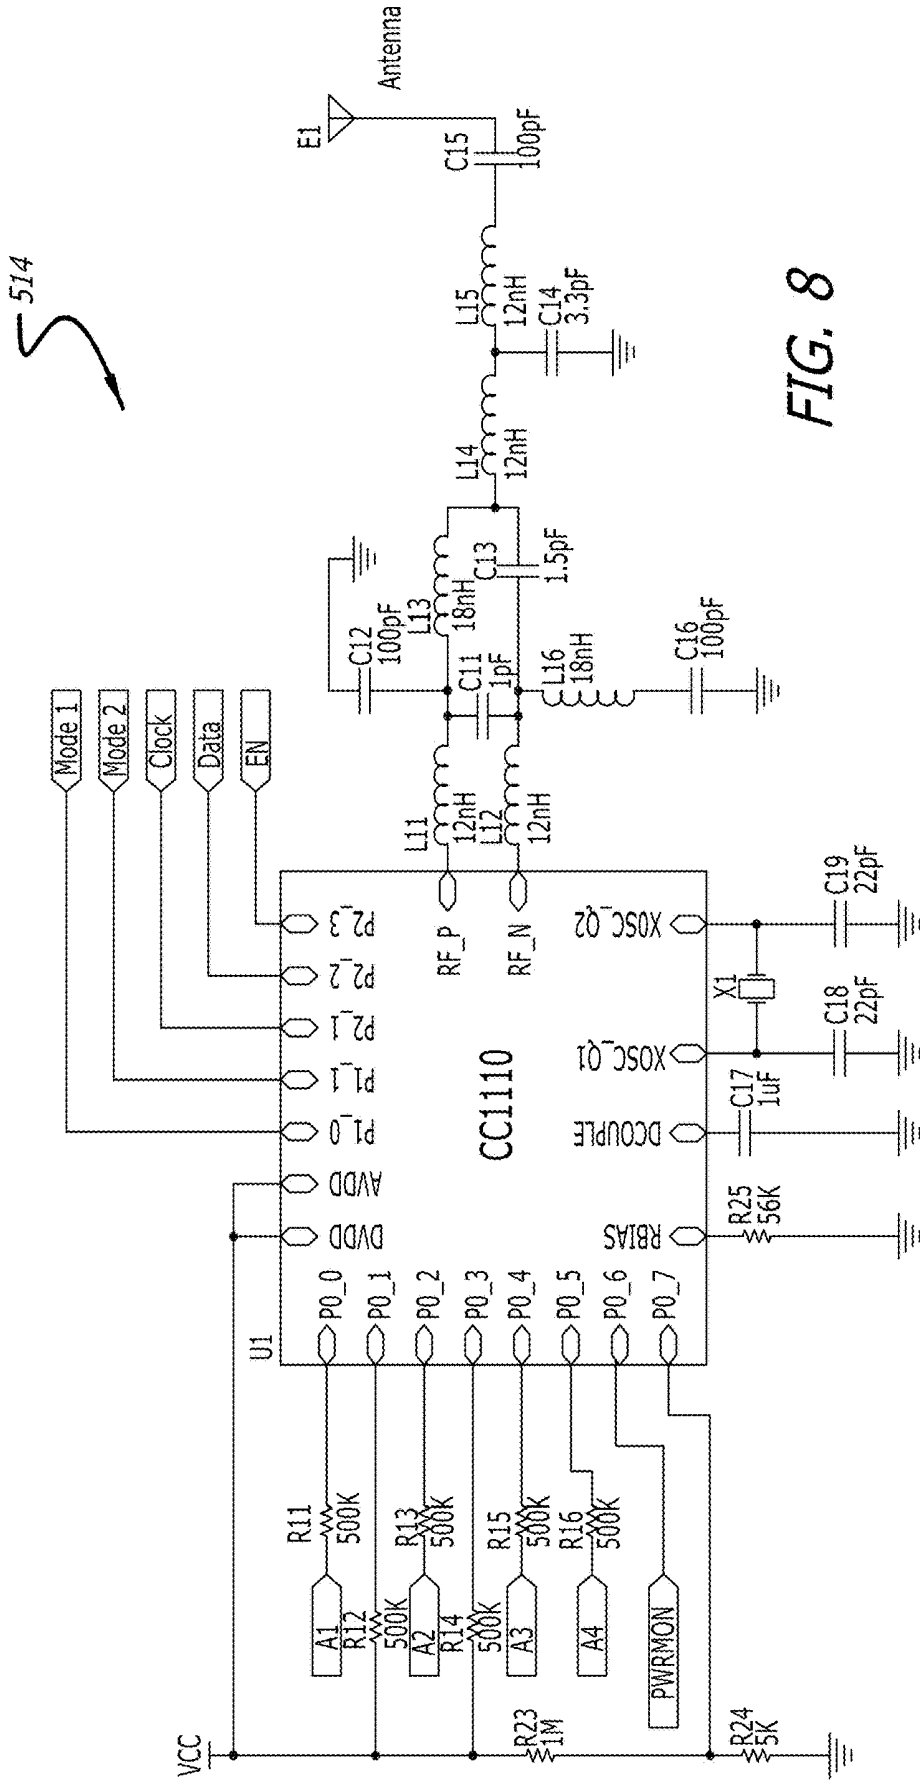 514
E1
Antenna
C15
100pF
L15
12nH
C14
3.3pF
L14
12nH
C12
100pF
L13
18nH
C13
1.5pF
C11
1pF
L16
18nH
C16
100pF
Mode 1
Mode 2
Clock
Data
EN
L11
12nH
L12
12nH
U1
CC1110
DVDD
AVDD
P1_0
P1_1
P2_1
P2_2
P2_3
RF_P
RF_N
P0_0
P0_1
P0_2
P0_3
P0_4
P0_5
P0_6
P0_7
RBIAS
DCOUPLE
XOSC_Q1
XOSC_Q2
R25
56K
C17
1uF
X1
C18
22pF
C19
22pF
VCC
A1
R11
500K
R12
500K
A2
R13
500K
R14
500K
A3
R15
500K
A4
R16
500K
PWRMON
R23
1M
R24
5K
FIG. 8